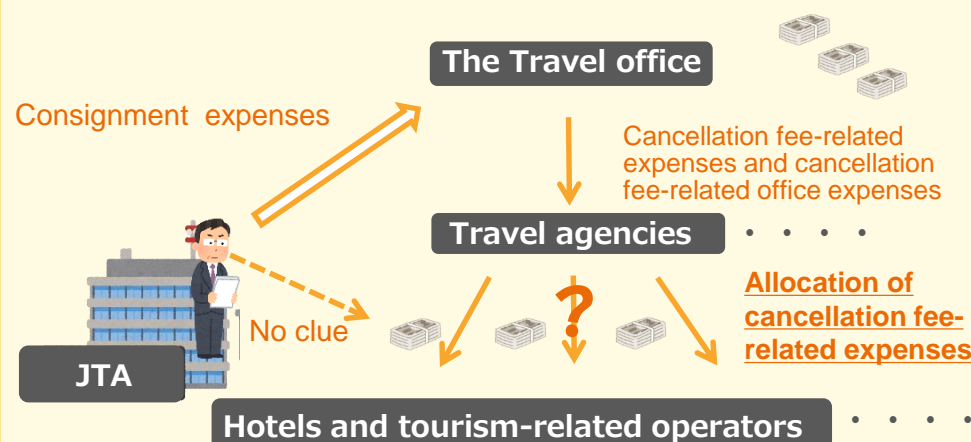 The Travel office
Consignment expenses
Cancellation fee-related
expenses and cancellation
fee-related office expenses
Travel agencies
・ ・ ・ ・
?
Allocation of
cancellation fee-
related expenses
No clue
JTA
Hotels and tourism-related operators
・ ・ ・ ・